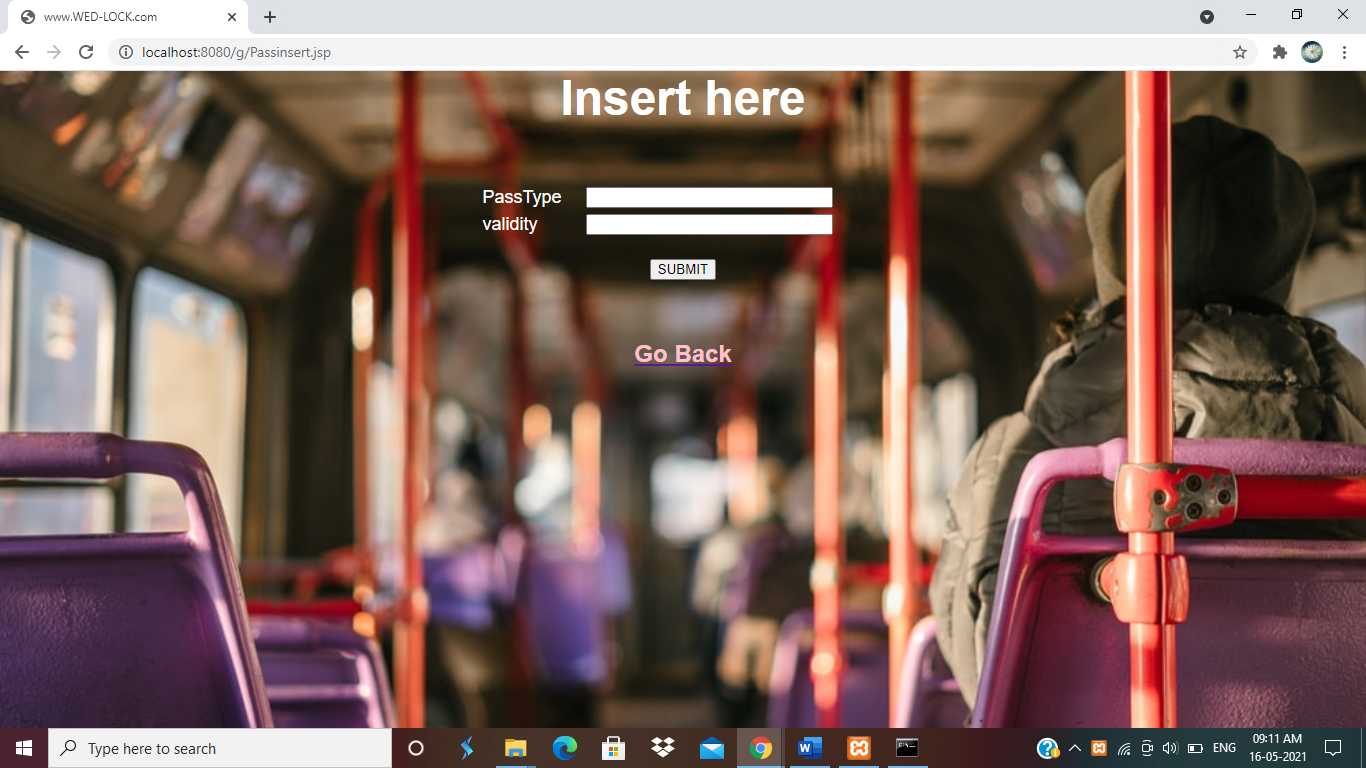 www.WED-LOCK.com
localhost:8080/g/Passinsert.jsp
Insert here
PassType
validity
SUBMIT
Go Back
Type here to search
ENG
09:11 AM
16-05-2021